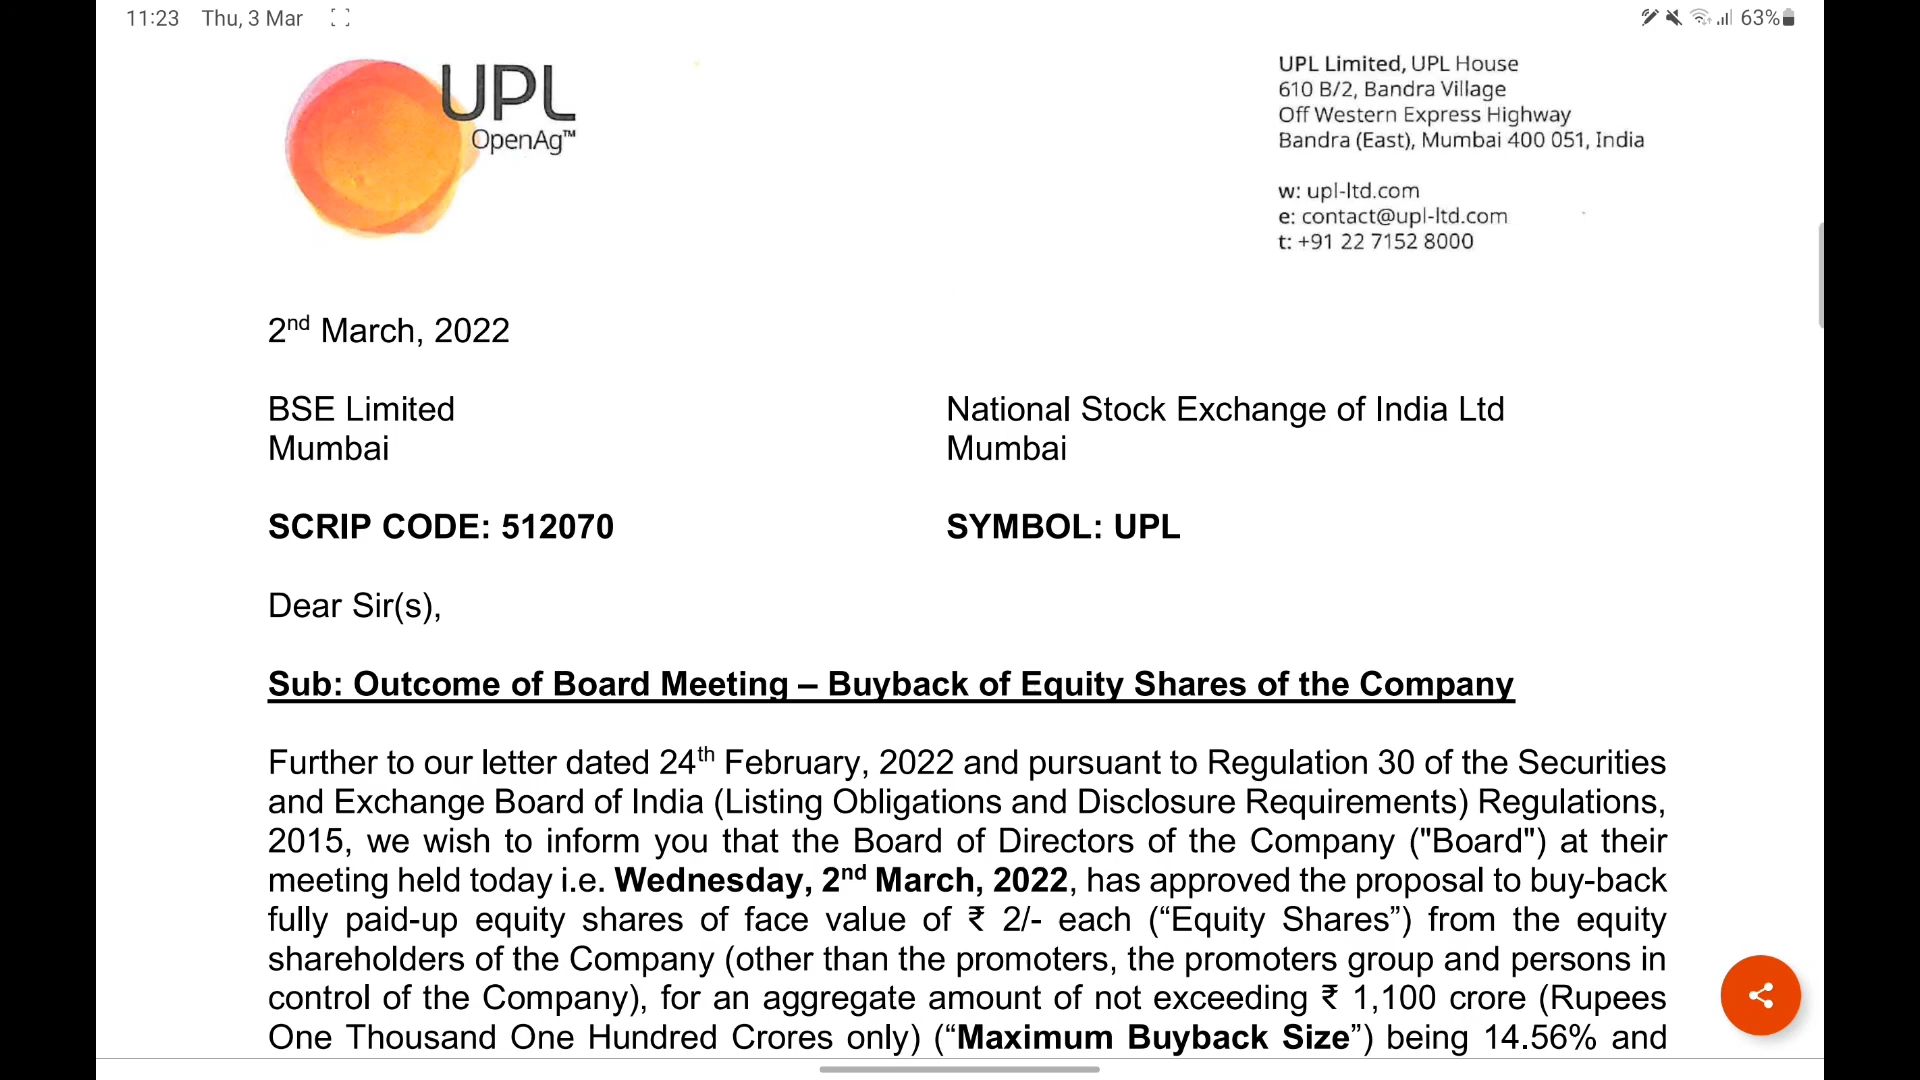 11:23 Thu, 3 Mar
63%
UPL
OpenAg™
UPL Limited, UPL House
610 B/2, Bandra Village
Off Western Express Highway
Bandra (East), Mumbai 400 051, India
w: upl-ltd.com
e: contact@upl-ltd.com
t: +91 22 7152 8000
2nd March, 2022
BSE Limited
Mumbai
National Stock Exchange of India Ltd
Mumbai
SCRIP CODE: 512070
SYMBOL: UPL
Dear Sir(s),
Sub: Outcome of Board Meeting – Buyback of Equity Shares of the Company
Further to our letter dated 24th February, 2022 and pursuant to Regulation 30 of the Securities
and Exchange Board of India (Listing Obligations and Disclosure Requirements) Regulations,
2015, we wish to inform you that the Board of Directors of the Company ("Board") at their
meeting held today i.e. Wednesday, 2nd March, 2022, has approved the proposal to buy-back
fully paid-up equity shares of face value of ₹ 2/- each (“Equity Shares”) from the equity
shareholders of the Company (other than the promoters, the promoters group and persons in
control of the Company), for an aggregate amount of not exceeding ₹ 1,100 crore (Rupees
One Thousand One Hundred Crores only) (“Maximum Buyback Size”) being 14.56% and